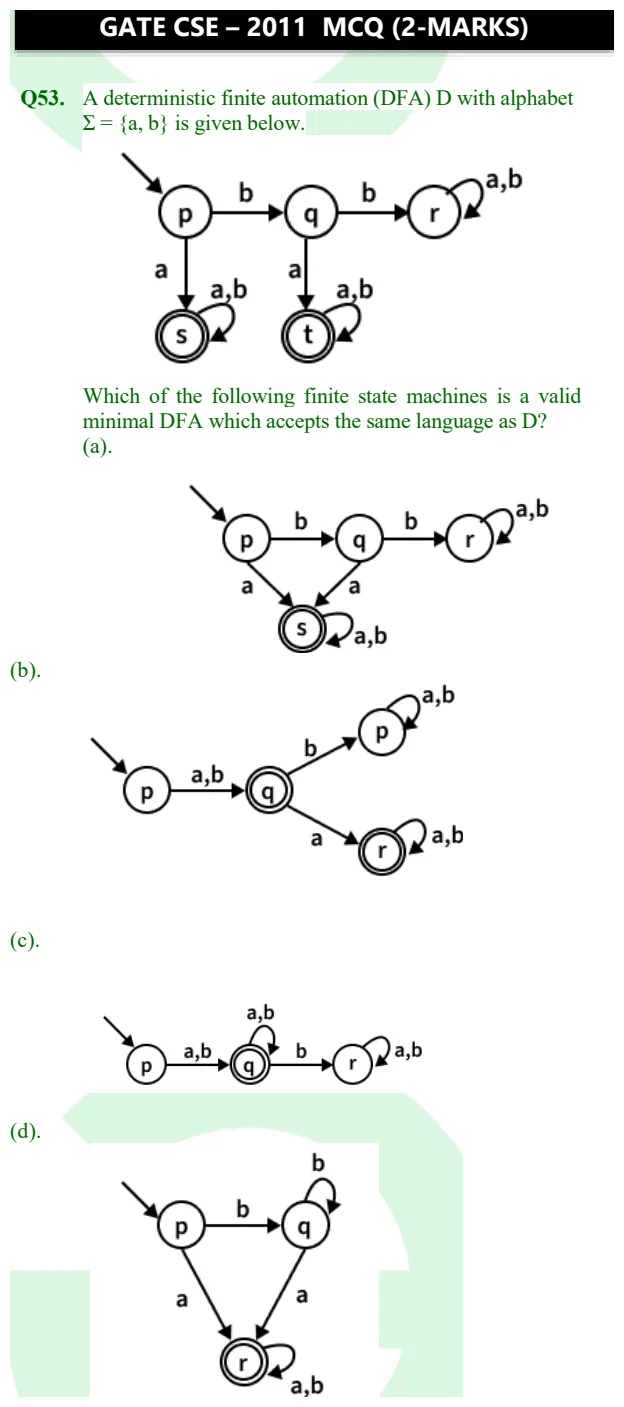 GATE CSE – 2011 MCQ (2-MARKS)
Q53. A deterministic finite automation (DFA) D with alphabet
Σ = {a, b} is given below.
p b q b r a,b
a a
s a,b t a,b
Which of the following finite state machines is a valid
minimal DFA which accepts the same language as D?
(a).
p b q b r a,b
a a
s a,b
(b).
p a,b q b p a,b
a r a,b
(c).
a,b
p a,b q b r a,b
(d).
b
p b q
a a
r a,b